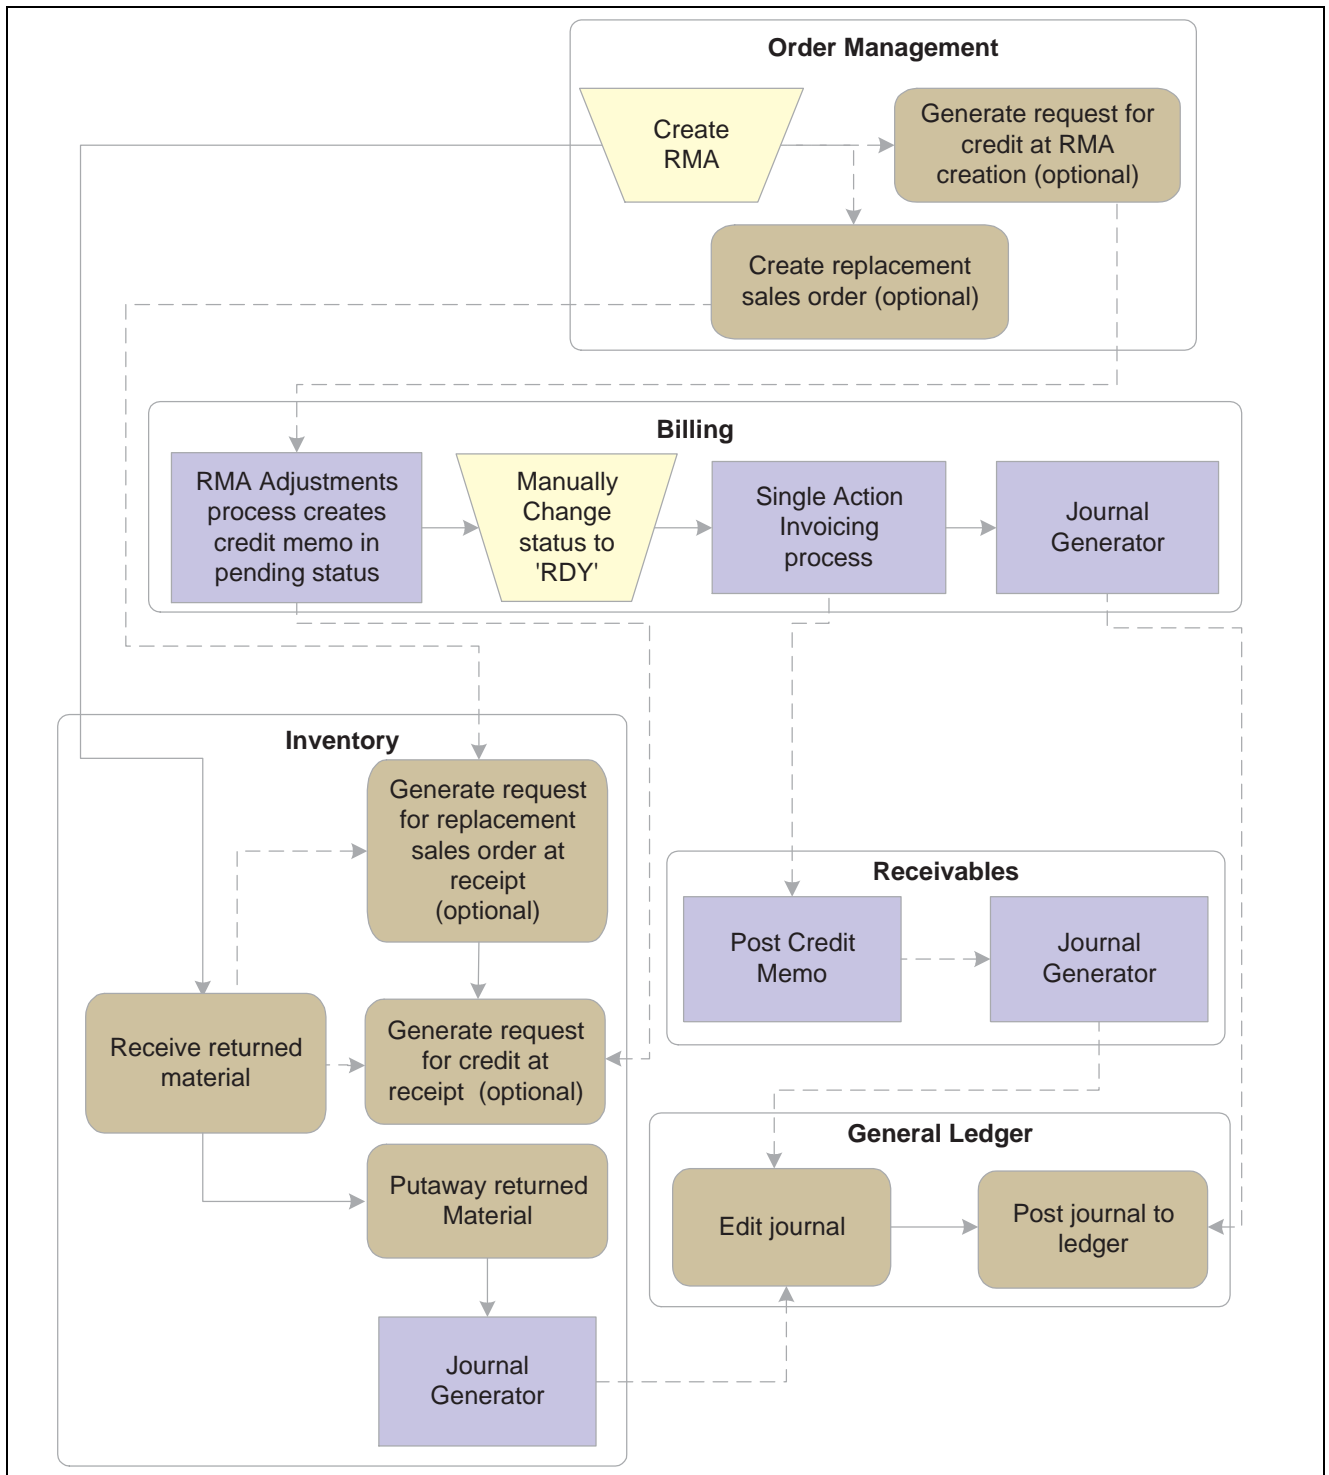 Order Management
Create
RMA
Generate request for
credit at RMA
creation (optional)
Create replacement
sales order (optional)
Billing
RMA Adjustments
process creates
credit memo in
pending status
Manually
Change
status to
'RDY'
Single Action
Invoicing
process
Journal
Generator
Inventory
Generate request
for replacement
sales order at
receipt
(optional)
Receive returned
material
Generate request
for credit at
receipt (optional)
Putaway returned
Material
Journal
Generator
Receivables
Post Credit
Memo
Journal
Generator
General Ledger
Edit journal
Post journal to
ledger